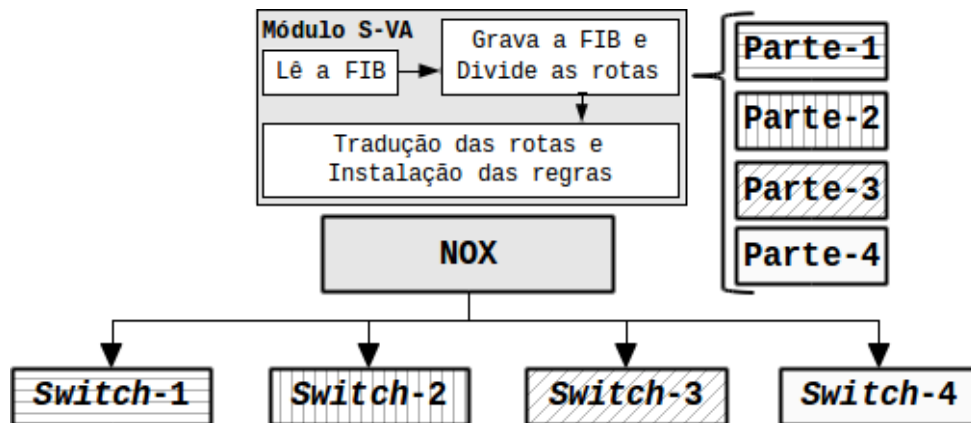 Módulo S-VA
Lê a FIB
Grava a FIB e
Divide as rotas
Tradução das rotas e
Instalação das regras
Parte-1
Parte-2
Parte-3
Parte-4
NOX
Switch-1
Switch-2
Switch-3
Switch-4